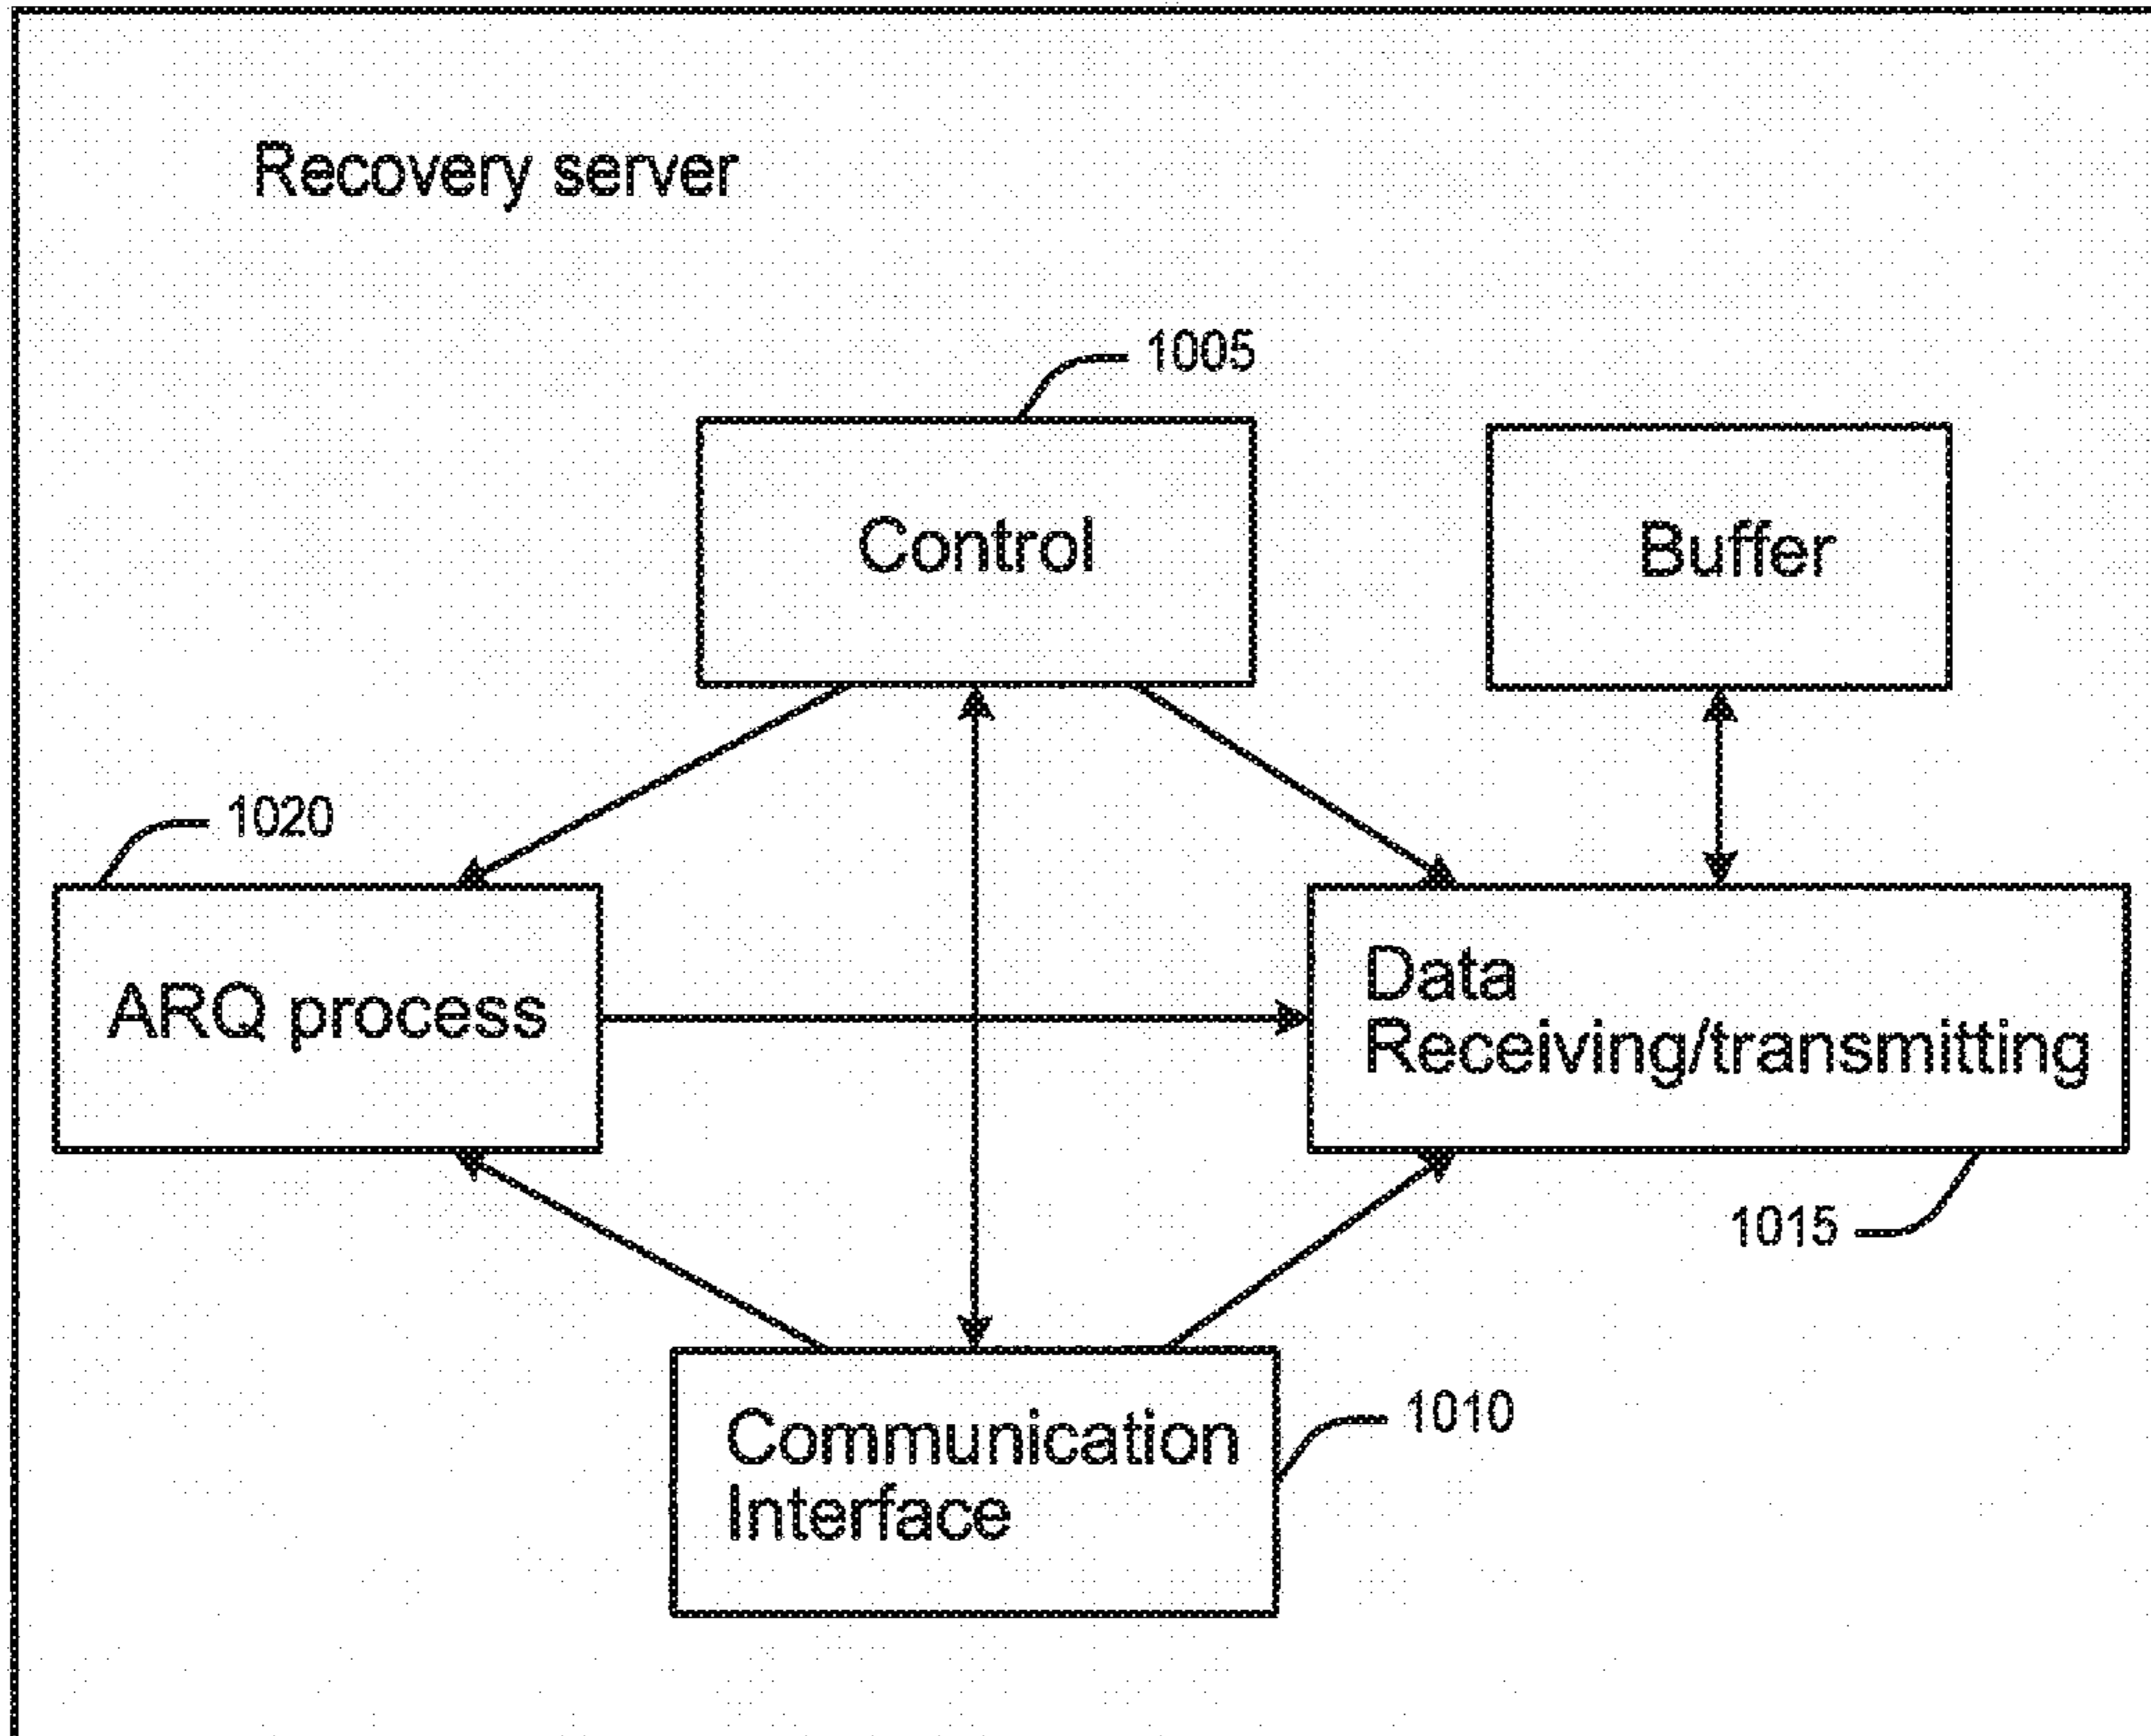 Recovery server
1005
Control
Buffer
1020
ARQ process
Data
Receiving/transmitting
1015
Communication
Interface
1010